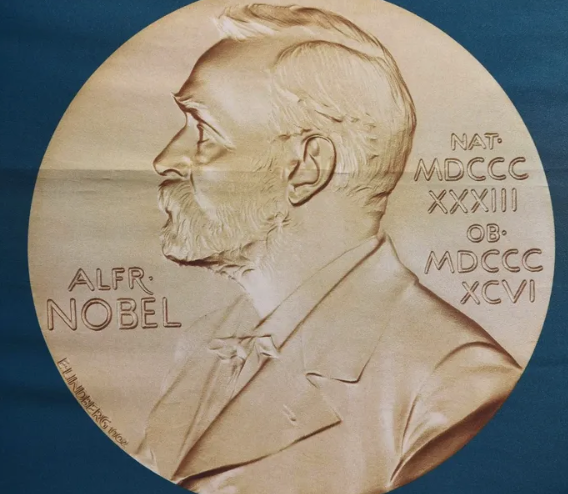 ALFR·
NOBEL
NAT·
MDCCC
XXXIII
OB·
MDCCC
XCVI